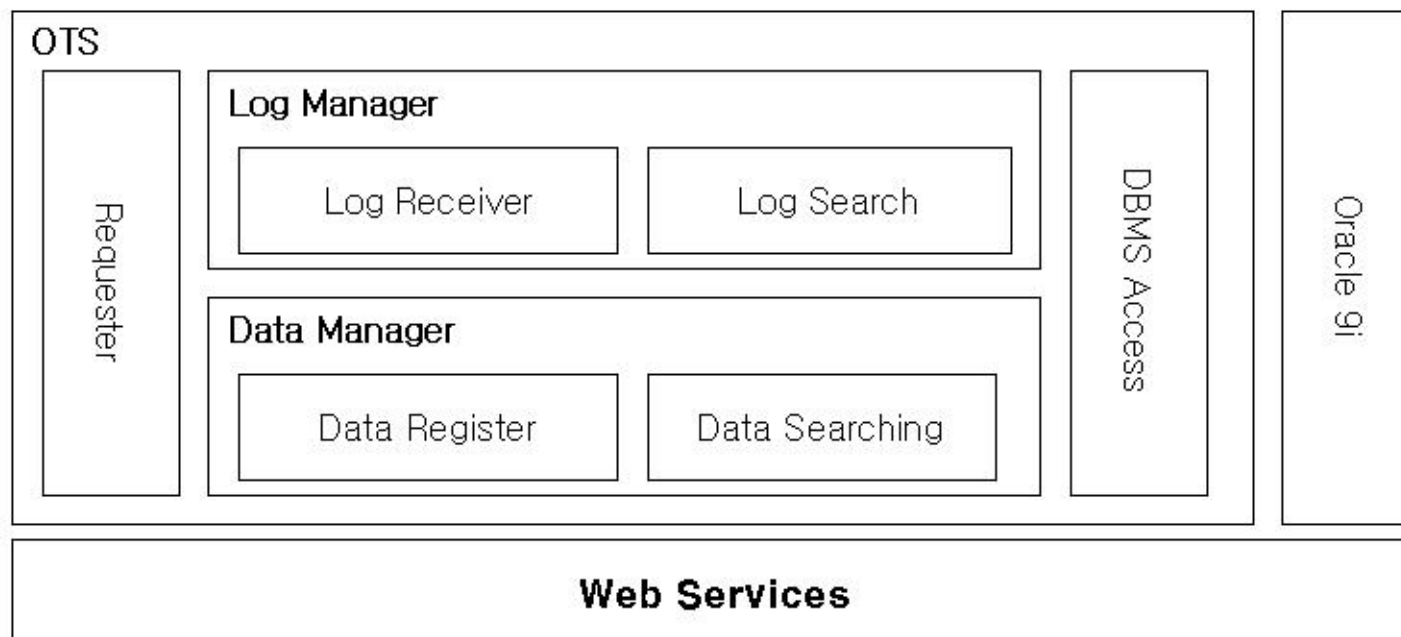 OTS
Requester
Log Manager
Log Receiver
Log Search
Data Manager
Data Register
Data Searching
DBMS Access
Oracle 9i
Web Services